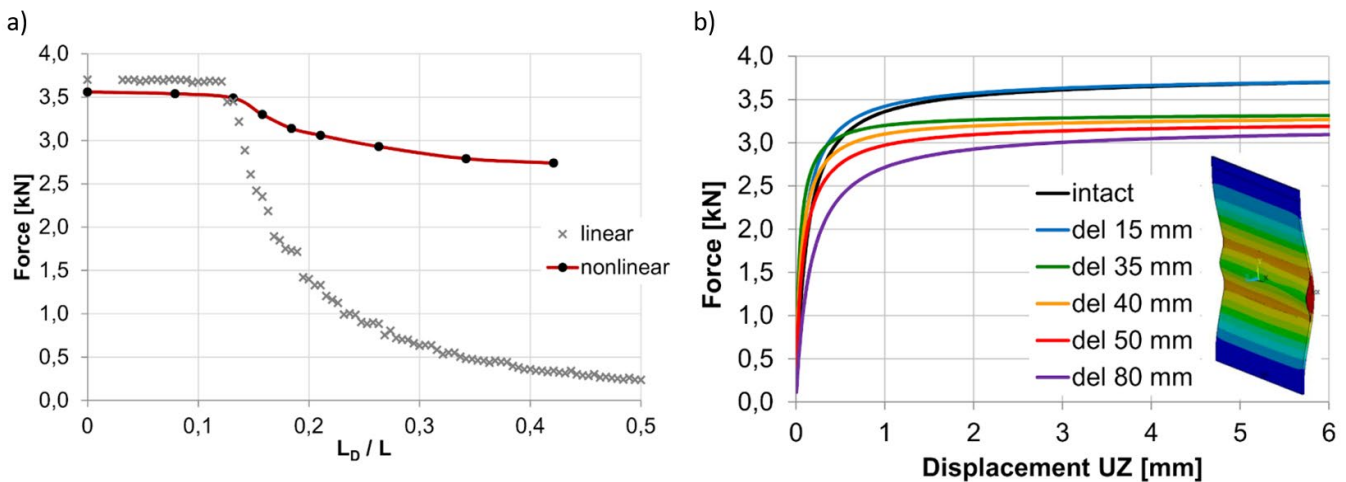 a)
4,0
3,5
3,0
2,5
2,0
1,5
1,0
0,5
0,0
Force [kN]
0 0,1 0,2 0,3 0,4 0,5
L_D / L
linear
nonlinear
b)
4,0
3,5
3,0
2,5
2,0
1,5
1,0
0,5
0,0
Force [kN]
0 1 2 3 4 5 6
Displacement UZ [mm]
intact
del 15 mm
del 35 mm
del 40 mm
del 50 mm
del 80 mm